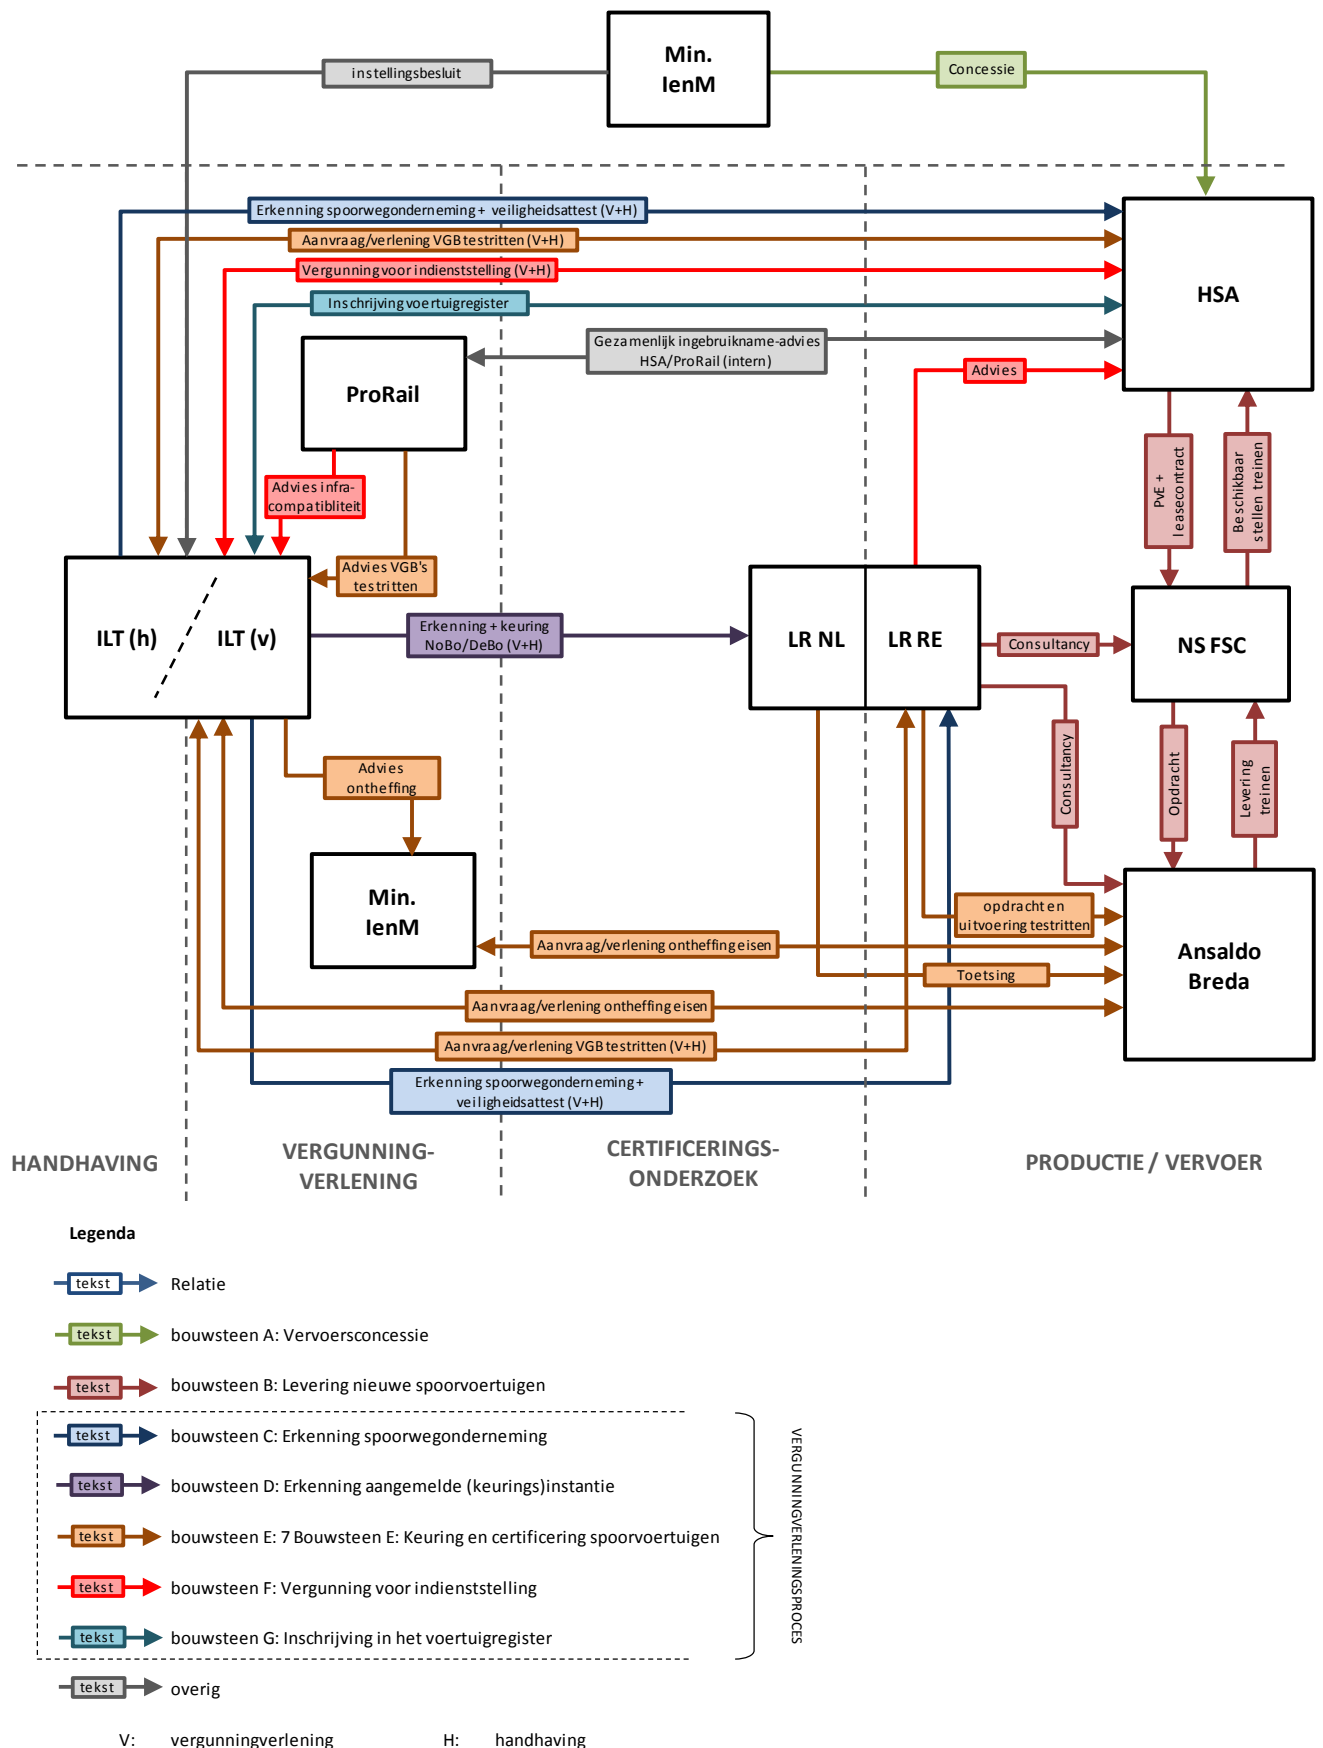 Min.
IenM
instellingsbesluit
Concessie
Erkenning spoorwegonderneming + veiligheidsattest (V+H)
Aanvraag/verlening VGB testritten (V+H)
Vergunning voor indienststelling (V+H)
Inschrijving voertuigregister
Gezamenlijk ingebruikname-advies
HSA/ProRail (intern)
Advies
HSA
ProRail
Advies infra-
compatibliteit
Advies VGB's
testritten
PvE +
leasecontract
Beschikbaar
stellen treinen
ILT (h)
ILT (v)
Erkenning + keuring
NoBo/DeBo (V+H)
LR NL
LR RE
Consultancy
NS FSC
Consultancy
Opdracht
Levering
treinen
Advies
ontheffing
Min.
IenM
opdracht en
uitvoering testritten
Aanvraag/verlening ontheffing eisen
Toetsing
Ansaldo
Breda
Aanvraag/verlening ontheffing eisen
Aanvraag/verlening VGB testritten (V+H)
Erkenning spoorwegonderneming +
veiligheidsattest (V+H)
HANDHAVING
VERGUNNING-
VERLENING
CERTIFICERINGS-
ONDERZOEK
PRODUCTIE / VERVOER
Legenda
tekst Relatie
tekst bouwsteen A: Vervoersconcessie
tekst bouwsteen B: Levering nieuwe spoorvoertuigen
tekst bouwsteen C: Erkenning spoorwegonderneming
tekst bouwsteen D: Erkenning aangemelde (keurings)instantie
tekst bouwsteen E: 7 Bouwsteen E: Keuring en certificering spoorvoertuigen
tekst bouwsteen F: Vergunning voor indienststelling
tekst bouwsteen G: Inschrijving in het voertuigregister
VERGUNNINGVERLENINGSPROCES
tekst overig
V: vergunningverlening H: handhaving